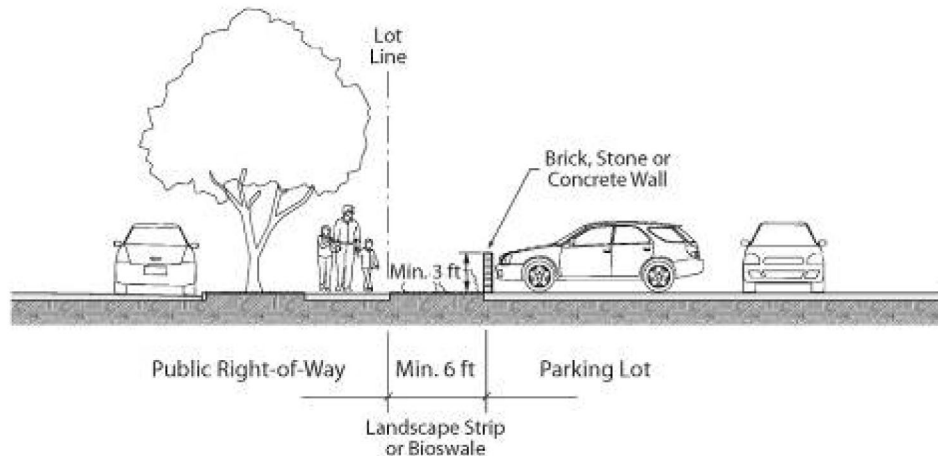 Lot
Line
Brick, Stone or
Concrete Wall
Min. 3 ft
Public Right-of-Way
Min. 6 ft
Parking Lot
Landscape Strip
or Bioswale